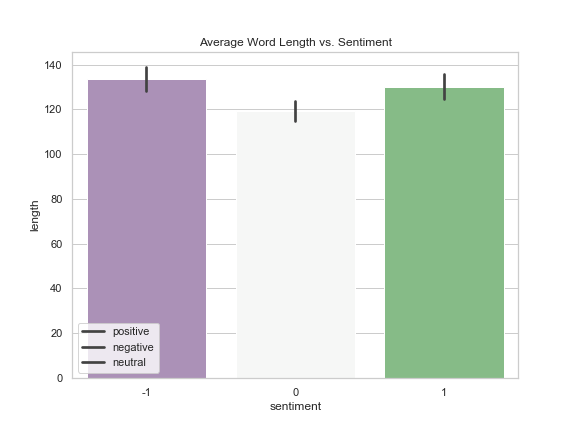 Average Word Length vs. Sentiment
140
120
100
80
60
40
20
0
length
positive
negative
neutral
-1
0
1
sentiment